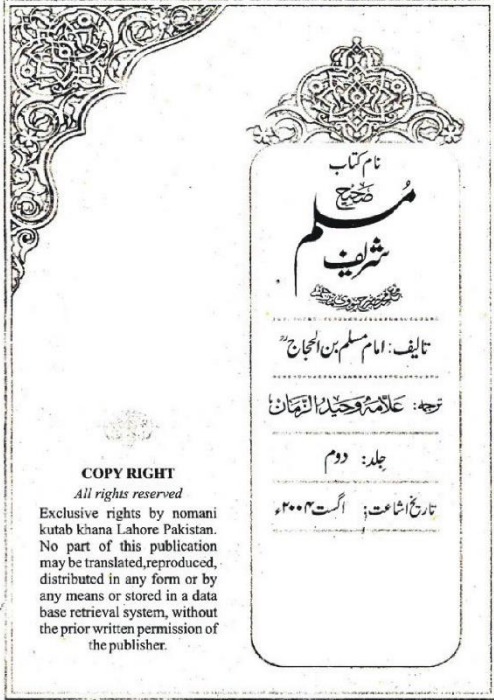 نام کتاب
صحیح
مسلم
شریف
تالیف: امام مسلم بن الحجاجؒ
ترجمہ: علامہ وحید الزمان
جلد: دوم
تاریخ اشاعت: اگست ۲۰۰۴ء
COPY RIGHT
All rights reserved
Exclusive rights by nomani
kutab khana Lahore Pakistan.
No part of this publication
may be translated,reproduced,
distributed in any form or by
any means or stored in a data
base retrieval system, without
the prior written permission of
the publisher.